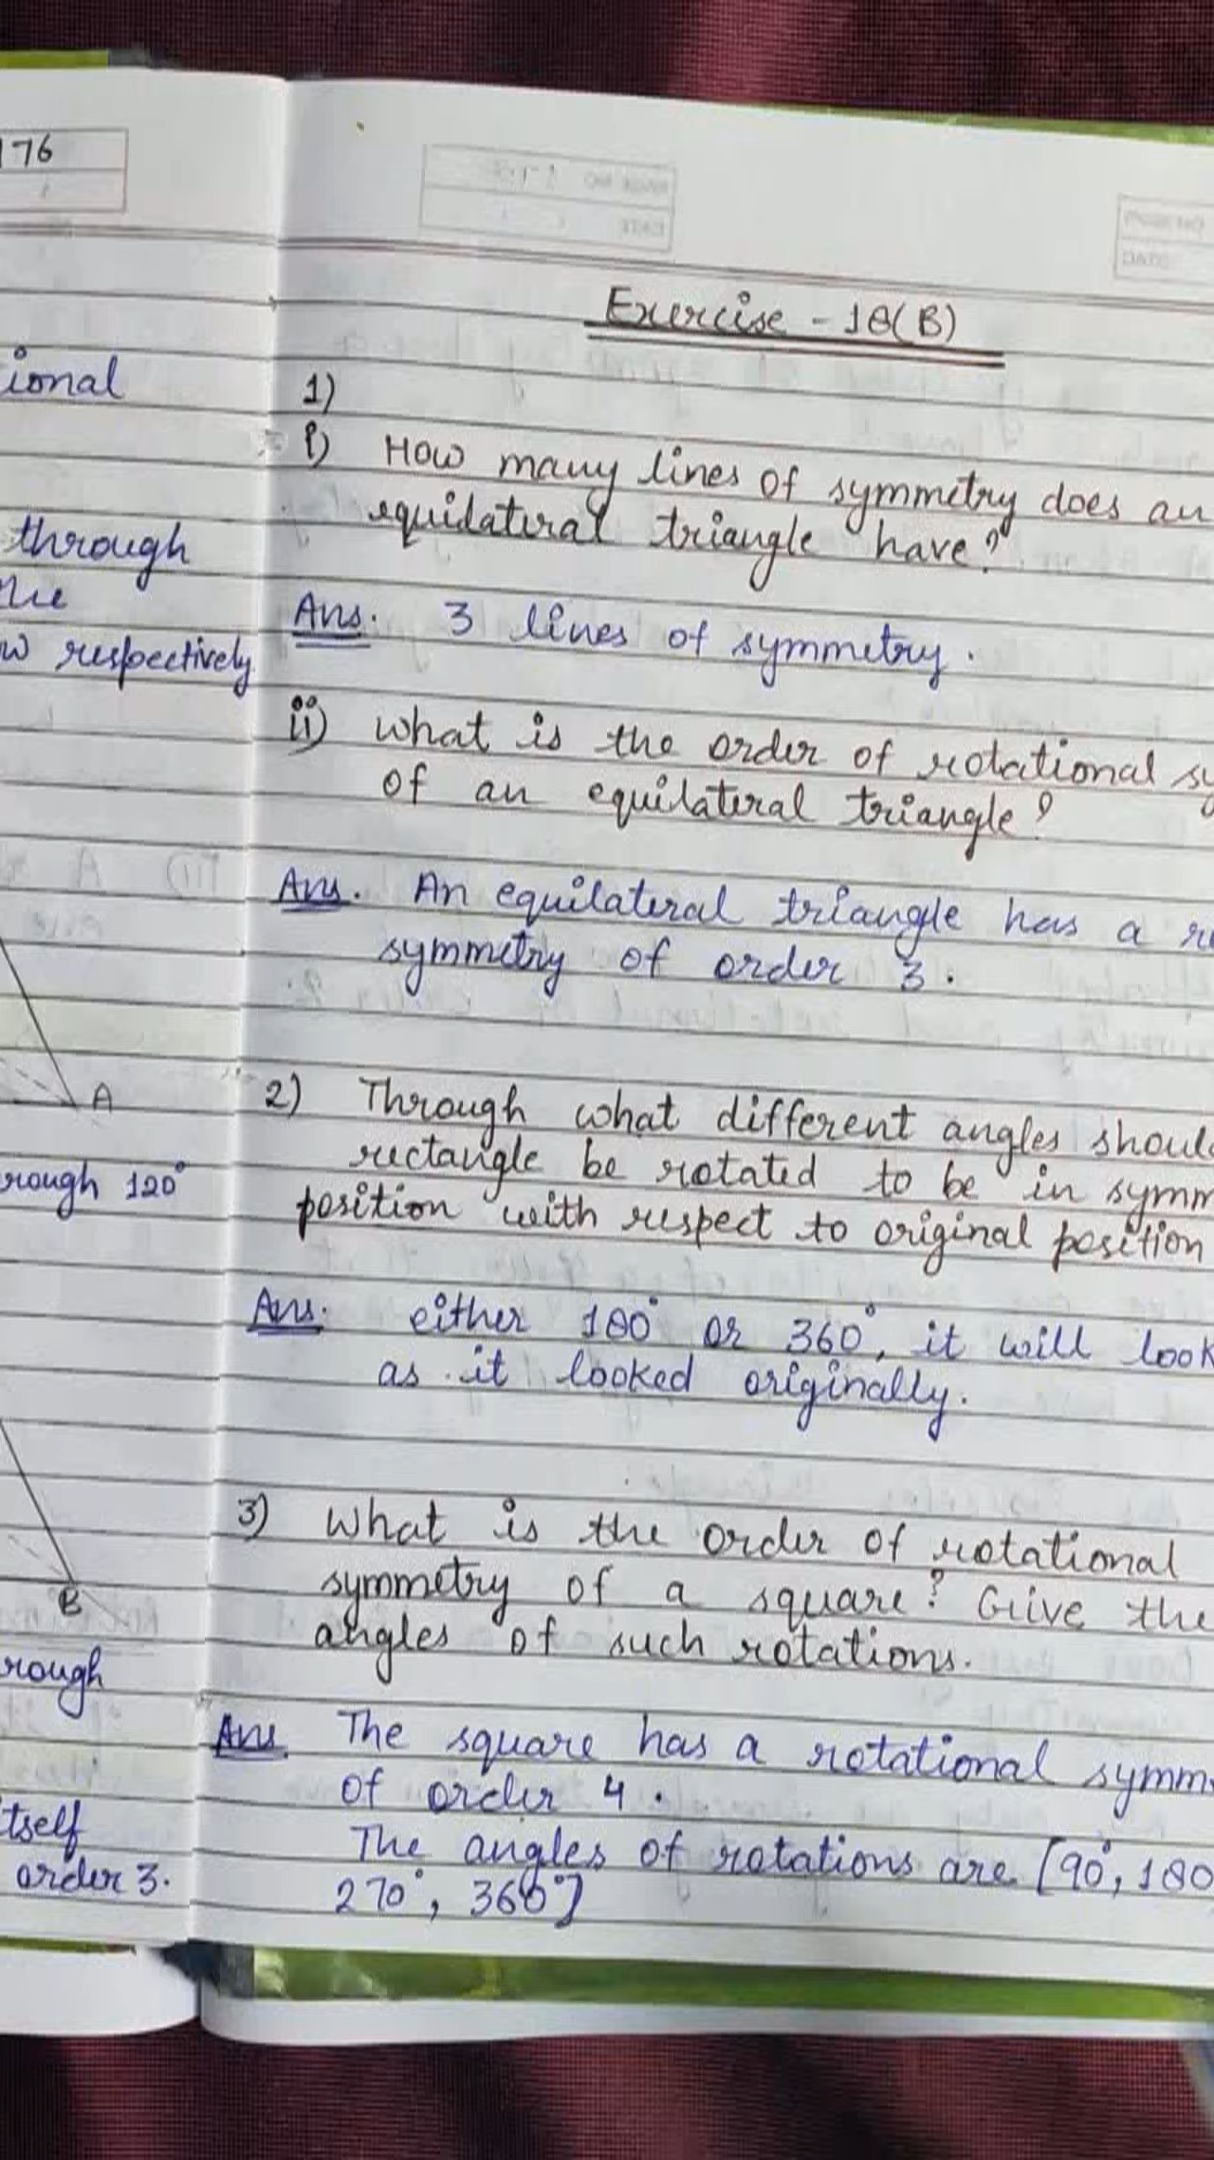 176
ional
through
the
w respectively
A
rough 120°
B
rough
tself
order 3.
Exercise - 18(B)
1)
i) How many lines of symmetry does an
equilateral triangle have?
Ans. 3 lines of symmetry.
ii) What is the order of rotational sy
of an equilateral triangle?
Ans. An equilateral triangle has a r
symmetry of order 3.
2) Through what different angles should
rectangle be rotated to be in symm
position with respect to original position
Ans. either 180° or 360°, it will look
as it looked originally.
3) What is the order of rotational
symmetry of a square? Give the
angles of such rotations.
Ans. The square has a rotational symm
of order 4.
The angles of rotations are [90°, 180
270°, 360°]